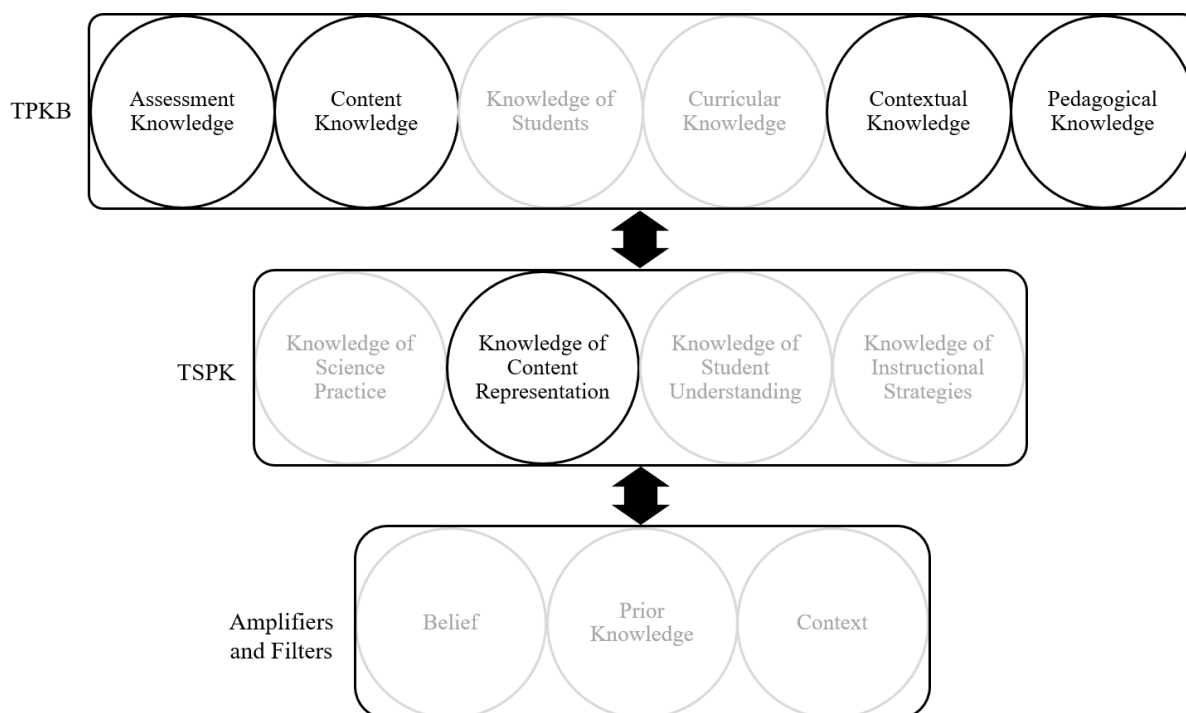 TPKB
Assessment
Knowledge
Content
Knowledge
Knowledge of
Students
Curricular
Knowledge
Contextual
Knowledge
Pedagogical
Knowledge
TSPK
Knowledge of
Science
Practice
Knowledge of
Content
Representation
Knowledge of
Student
Understanding
Knowledge of
Instructional
Strategies
Amplifiers
and Filters
Belief
Prior
Knowledge
Context